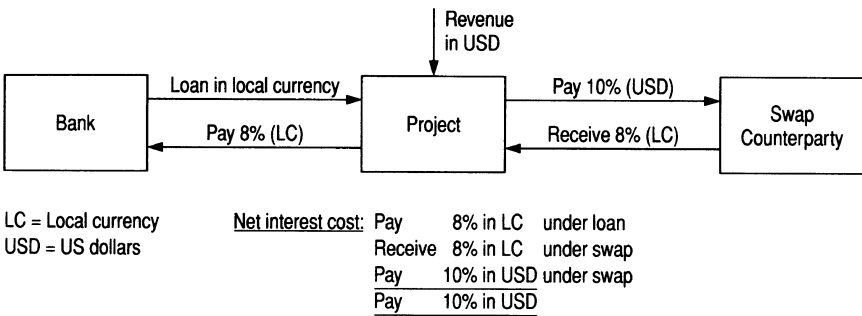 Revenue
in USD
Bank
Loan in local currency
Pay 8% (LC)
Project
Pay 10% (USD)
Receive 8% (LC)
Swap
Counterparty
LC = Local currency
USD = US dollars
Net interest cost: Pay 8% in LC under loan
Receive 8% in LC under swap
Pay 10% in USD under swap
Pay 10% in USD